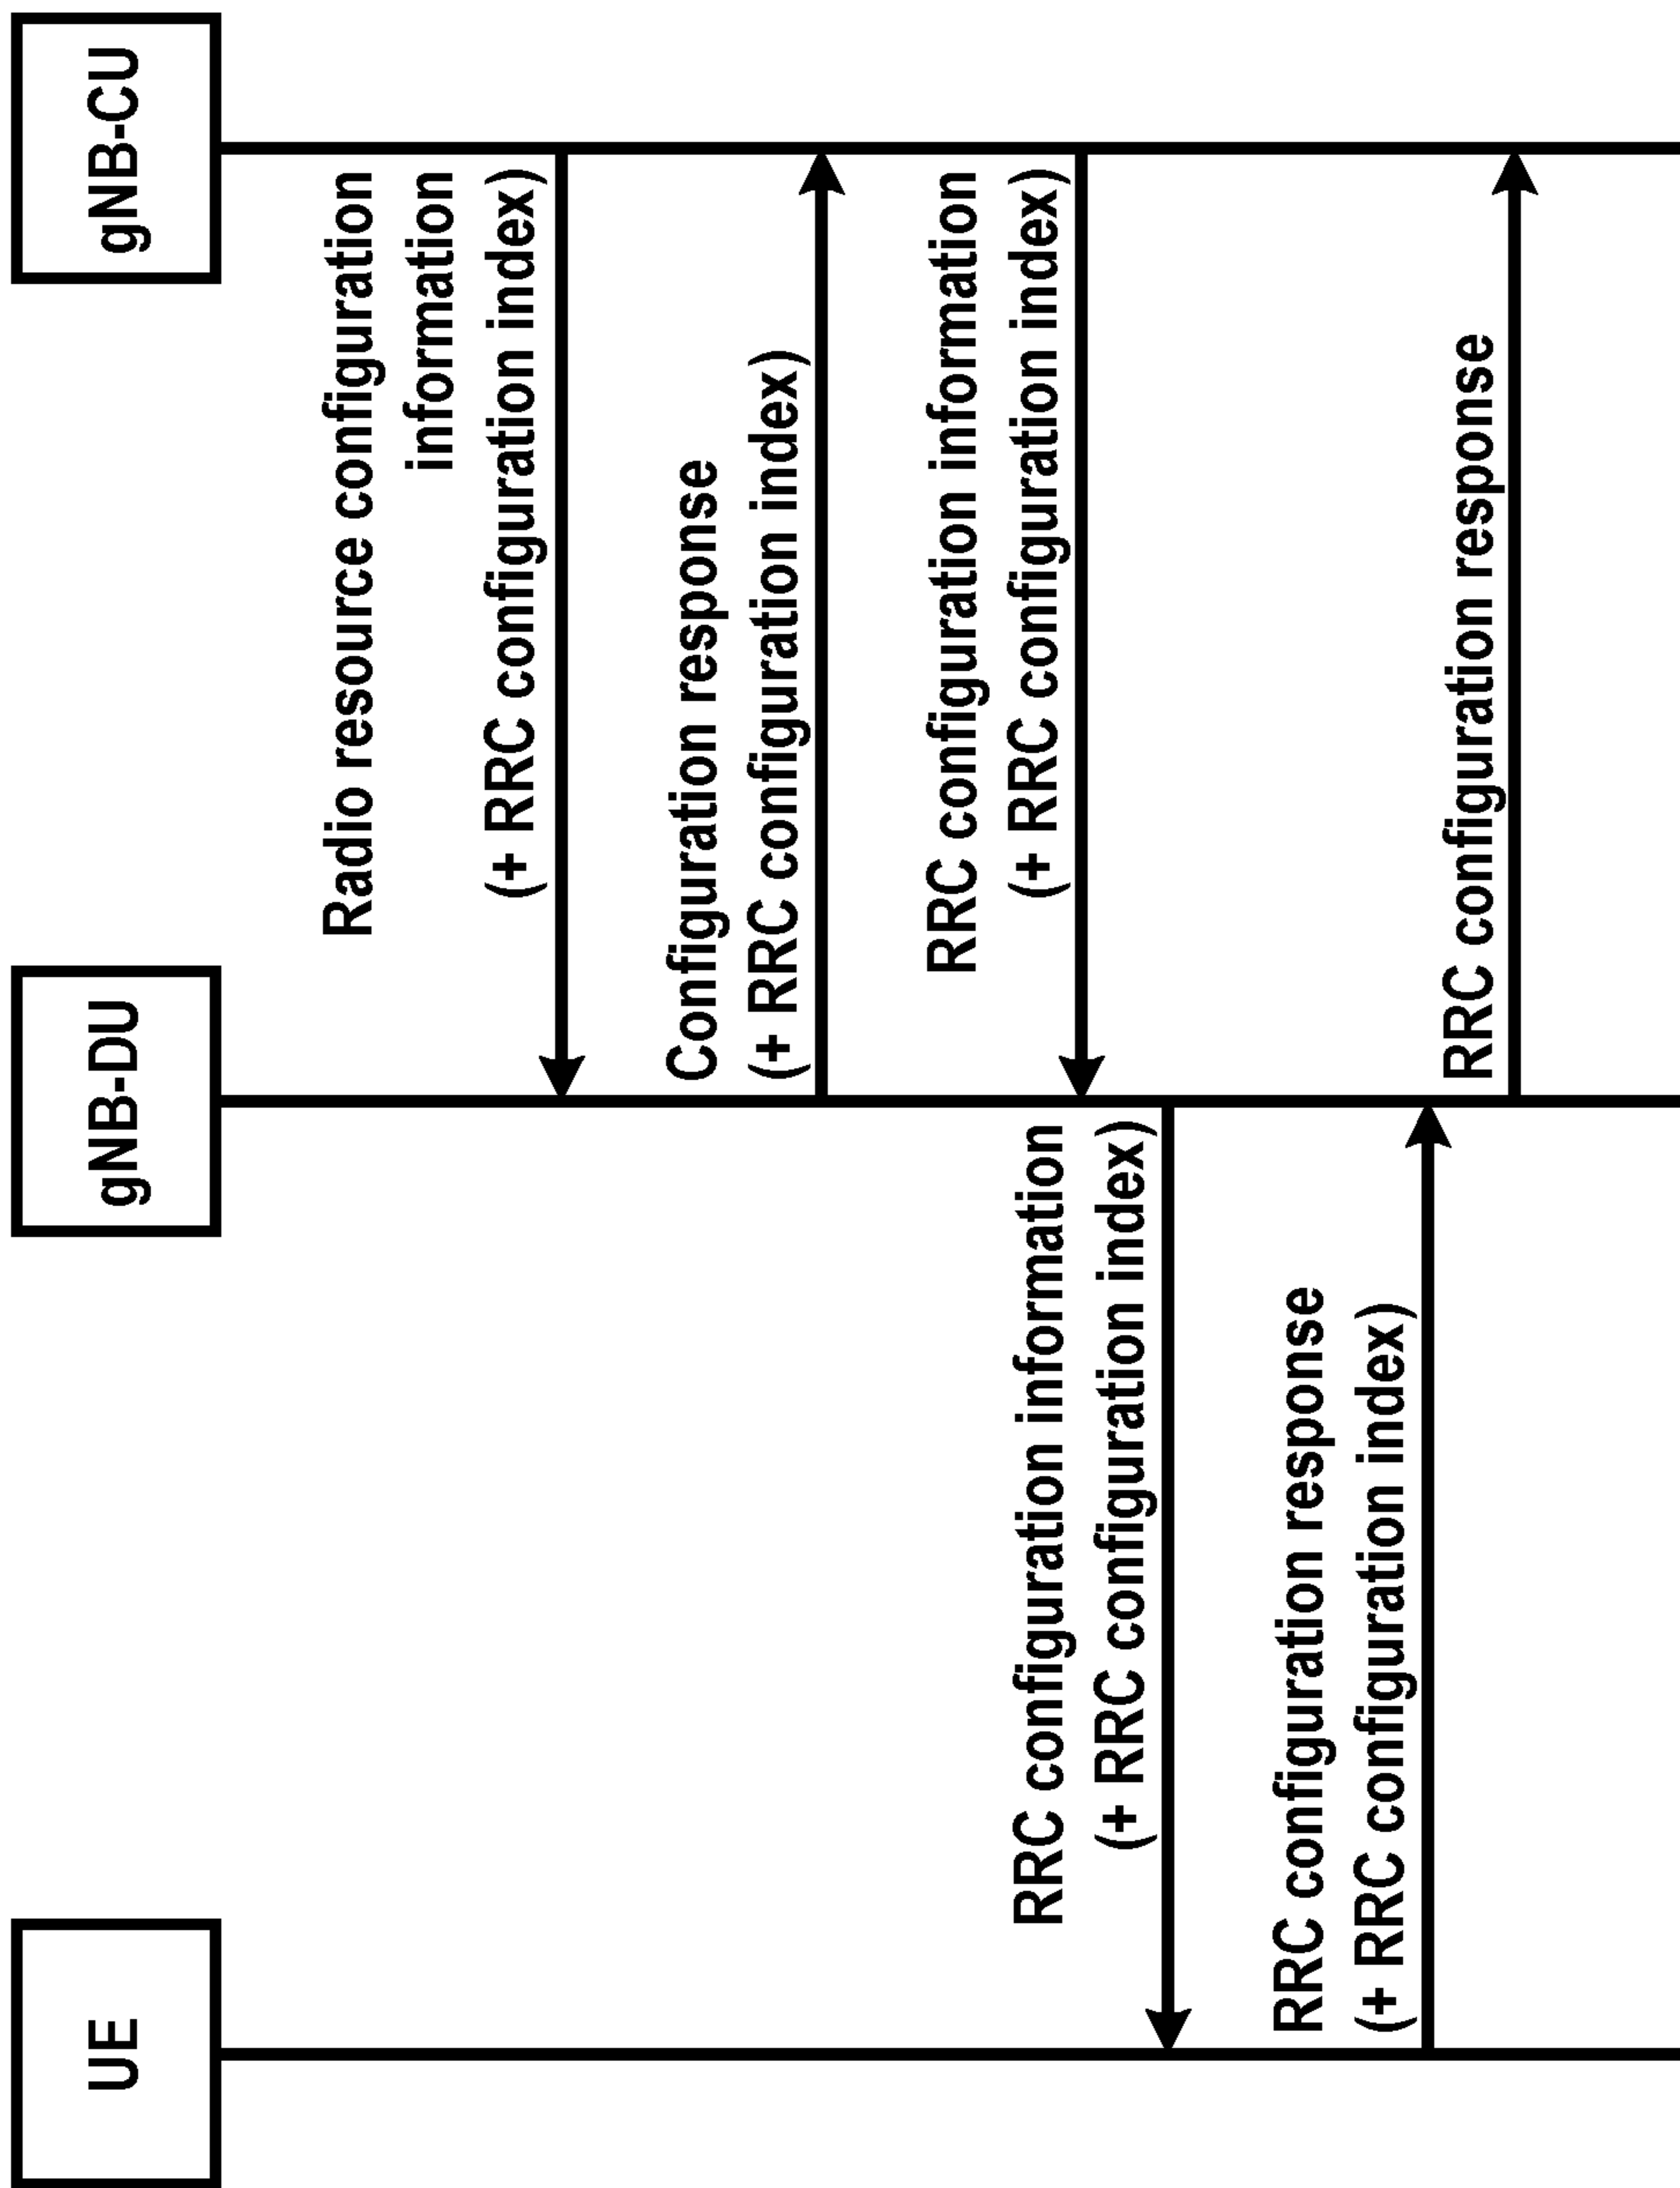 UE
gNB-DU
gNB-CU
Radio resource configuration
information
(+ RRC configuration index)
Configuration response
(+ RRC configuration index)
RRC configuration information
(+ RRC configuration index)
RRC configuration information
(+ RRC configuration index)
RRC configuration response
(+ RRC configuration index)
RRC configuration response